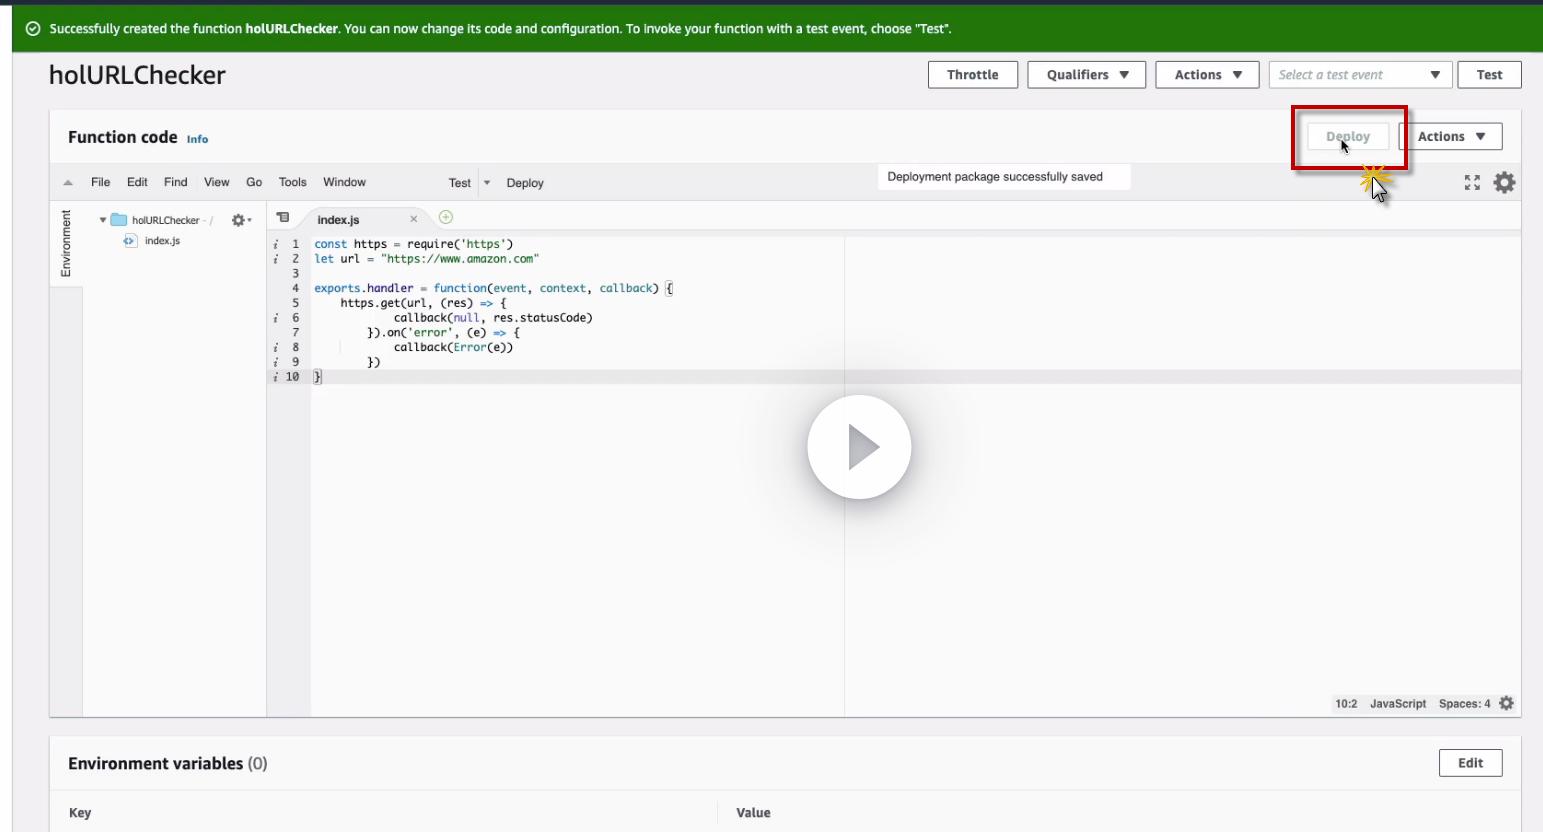 Successfully created the function holURLChecker. You can now change its code and configuration. To invoke your function with a test event, choose "Test".
holURLChecker
Throttle
Qualifiers
Actions
Select a test event
Test
Function code Info
Deploy
Actions
File Edit Find View Go Tools Window Test Deploy
Deployment package successfully saved
Environment
holURLChecker - /
index.js
index.js
1 const https = require('https')
2 let url = "https://www.amazon.com"
3
4 exports.handler = function(event, context, callback) {
5     https.get(url, (res) => {
6             callback(null, res.statusCode)
7         }).on('error', (e) => {
8             callback(Error(e))
9         })
10 }
10:2 JavaScript Spaces: 4
Environment variables (0)
Edit
Key Value